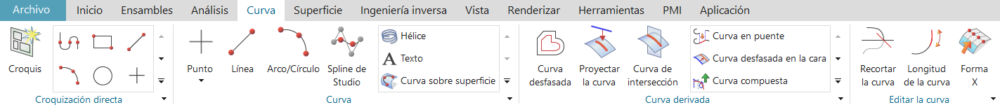 Archivo Inicio Ensambles Análisis Curva Superficie Ingeniería inversa Vista Renderizar Herramientas PMI Aplicación
Croquis
Croquización directa
Punto
Línea
Arco/Círculo
Spline de
Studio
Hélice
Texto
Curva sobre superficie
Curva
Curva
desfasada
Proyectar
la curva
Curva de
intersección
Curva en puente
Curva desfasada en la cara
Curva compuesta
Curva derivada
Recortar
la curva
Longitud
de la curva
Forma
X
Editar la curva